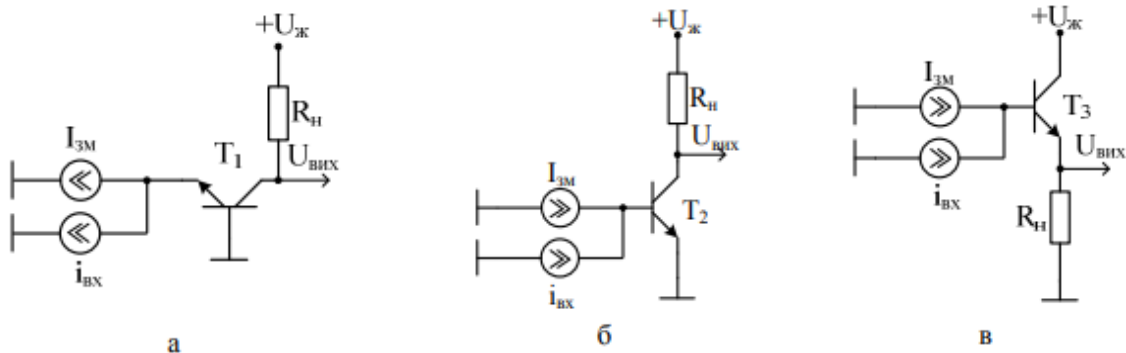 +Uж
Rн
Iзм
T1
Uвих
iвх
а
+Uж
Rн
Uвих
Iзм
T2
iвх
б
+Uж
Iзм
T3
Uвих
iвх
Rн
в